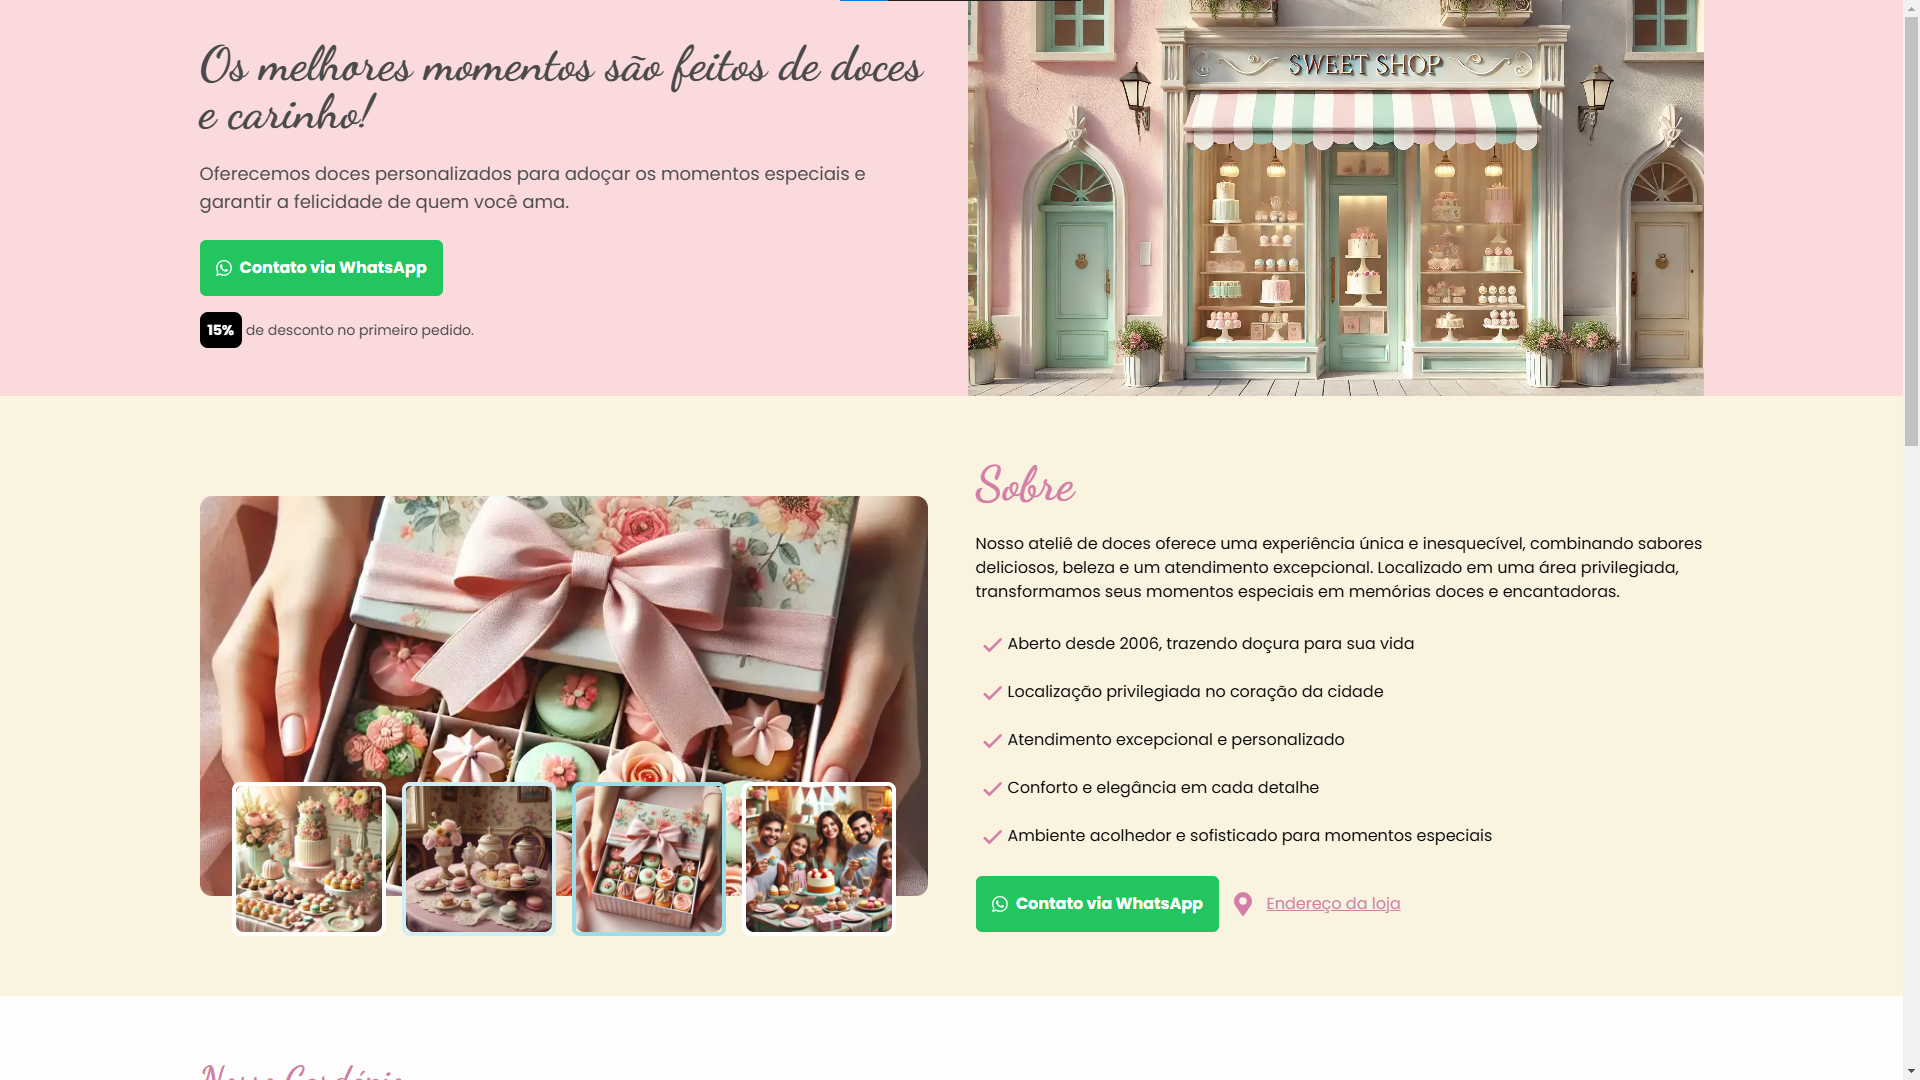 Os melhores momentos são feitos de doces
e carinho!
Oferecemos doces personalizados para adoçar os momentos especiais e
garantir a felicidade de quem você ama.
Contato via WhatsApp
15% de desconto no primeiro pedido.
SWEET SHOP
Sobre
Nosso ateliê de doces oferece uma experiência única e inesquecível, combinando sabores
deliciosos, beleza e um atendimento excepcional. Localizado em uma área privilegiada,
transformamos seus momentos especiais em memórias doces e encantadoras.
Aberto desde 2006, trazendo doçura para sua vida
Localização privilegiada no coração da cidade
Atendimento excepcional e personalizado
Conforto e elegância em cada detalhe
Ambiente acolhedor e sofisticado para momentos especiais
Contato via WhatsApp
Endereço da loja